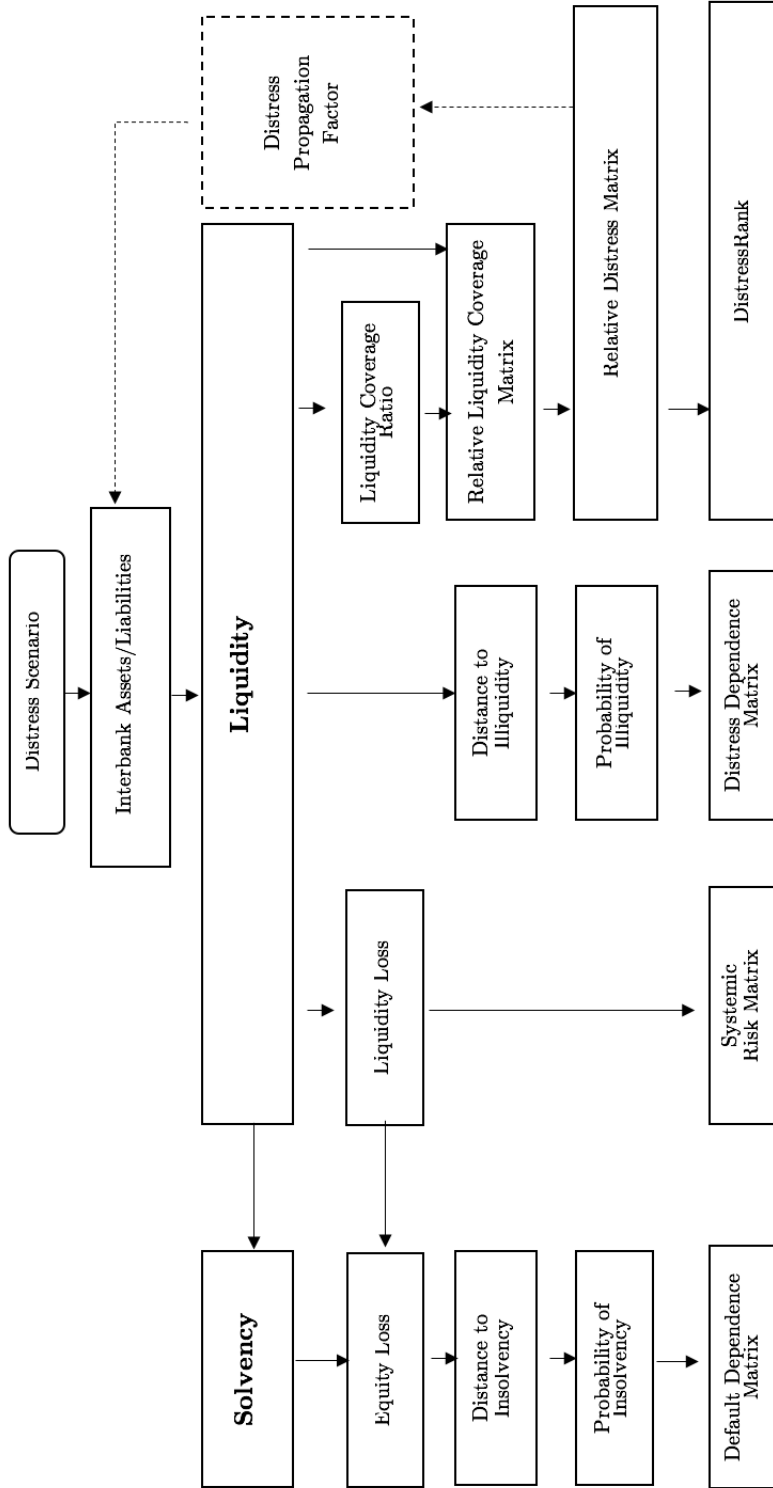 Distress Scenario
Interbank Assets/Liabilities
Solvency
Liquidity
Distress
Propagation
Factor
Equity Loss
Liquidity Loss
Liquidity Coverage
Ratio
Distance to
Insolvency
Distance to
Illiquidity
Relative Liquidity Coverage
Matrix
Probability of
Insolvency
Probability of
Illiquidity
Relative Distress Matrix
Default Dependence
Matrix
Systemic
Risk Matrix
Distress Dependence
Matrix
DistressRank